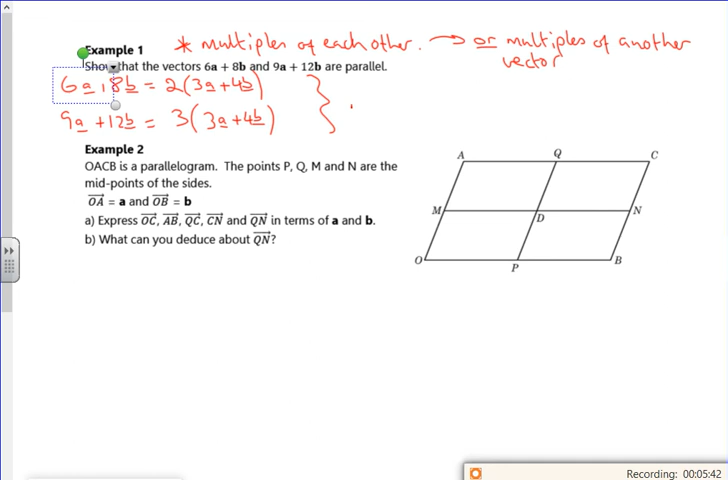 Example 1 * multiples of each other. → or multiples of another vector
Show that the vectors 6a + 8b and 9a + 12b are parallel.
6a + 8b = 2(3a+4b)
9a + 12b = 3(3a+4b)
Example 2
OACB is a parallelogram. The points P, Q, M and N are the
mid-points of the sides.
OA = a and OB = b
a) Express OC, AB, QC, CN and QN in terms of a and b.
b) What can you deduce about QN?
A Q C
M D N
O P B
Recording: 00:05:42